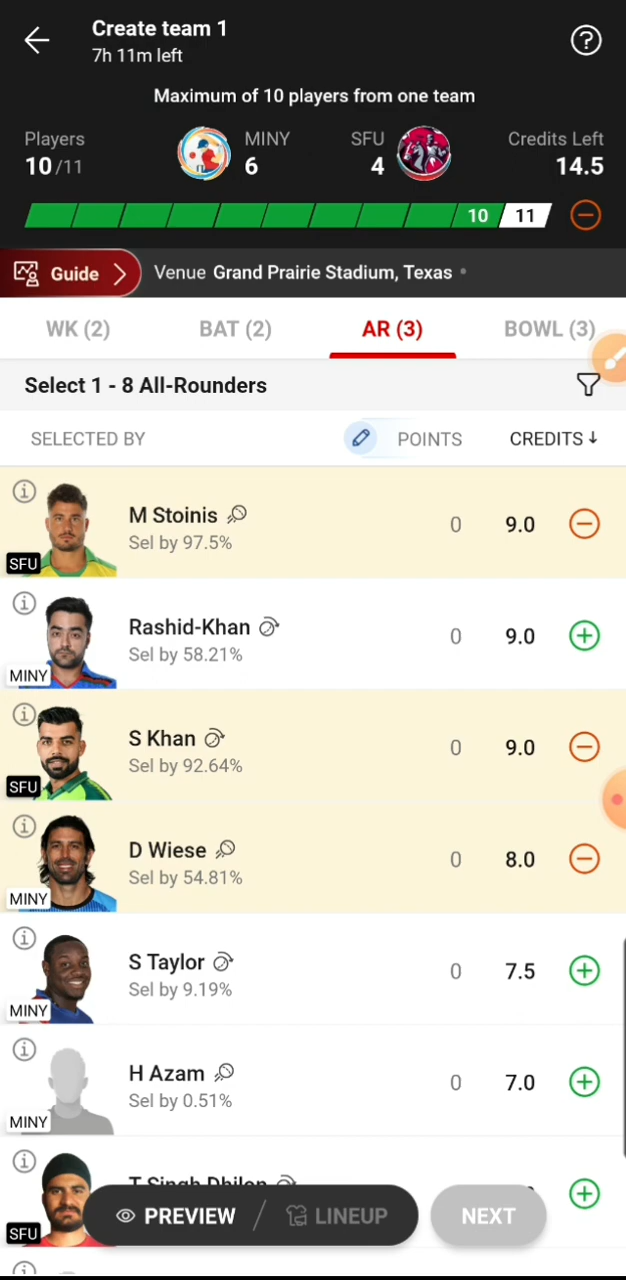 Create team 1
7h 11m left
Maximum of 10 players from one team
Players MINY SFU Credits Left
10/11 6 4 14.5
10 11
Guide Venue Grand Prairie Stadium, Texas
WK (2) BAT (2) AR (3) BOWL (3)
Select 1 - 8 All-Rounders
SELECTED BY POINTS CREDITS ↓
M Stoinis 0 9.0
Sel by 97.5%
SFU
Rashid-Khan 0 9.0
Sel by 58.21%
MINY
S Khan 0 9.0
Sel by 92.64%
SFU
D Wiese 0 8.0
Sel by 54.81%
MINY
S Taylor 0 7.5
Sel by 9.19%
MINY
H Azam 0 7.0
Sel by 0.51%
MINY
T Singh Dhilon
PREVIEW / LINEUP NEXT
SFU